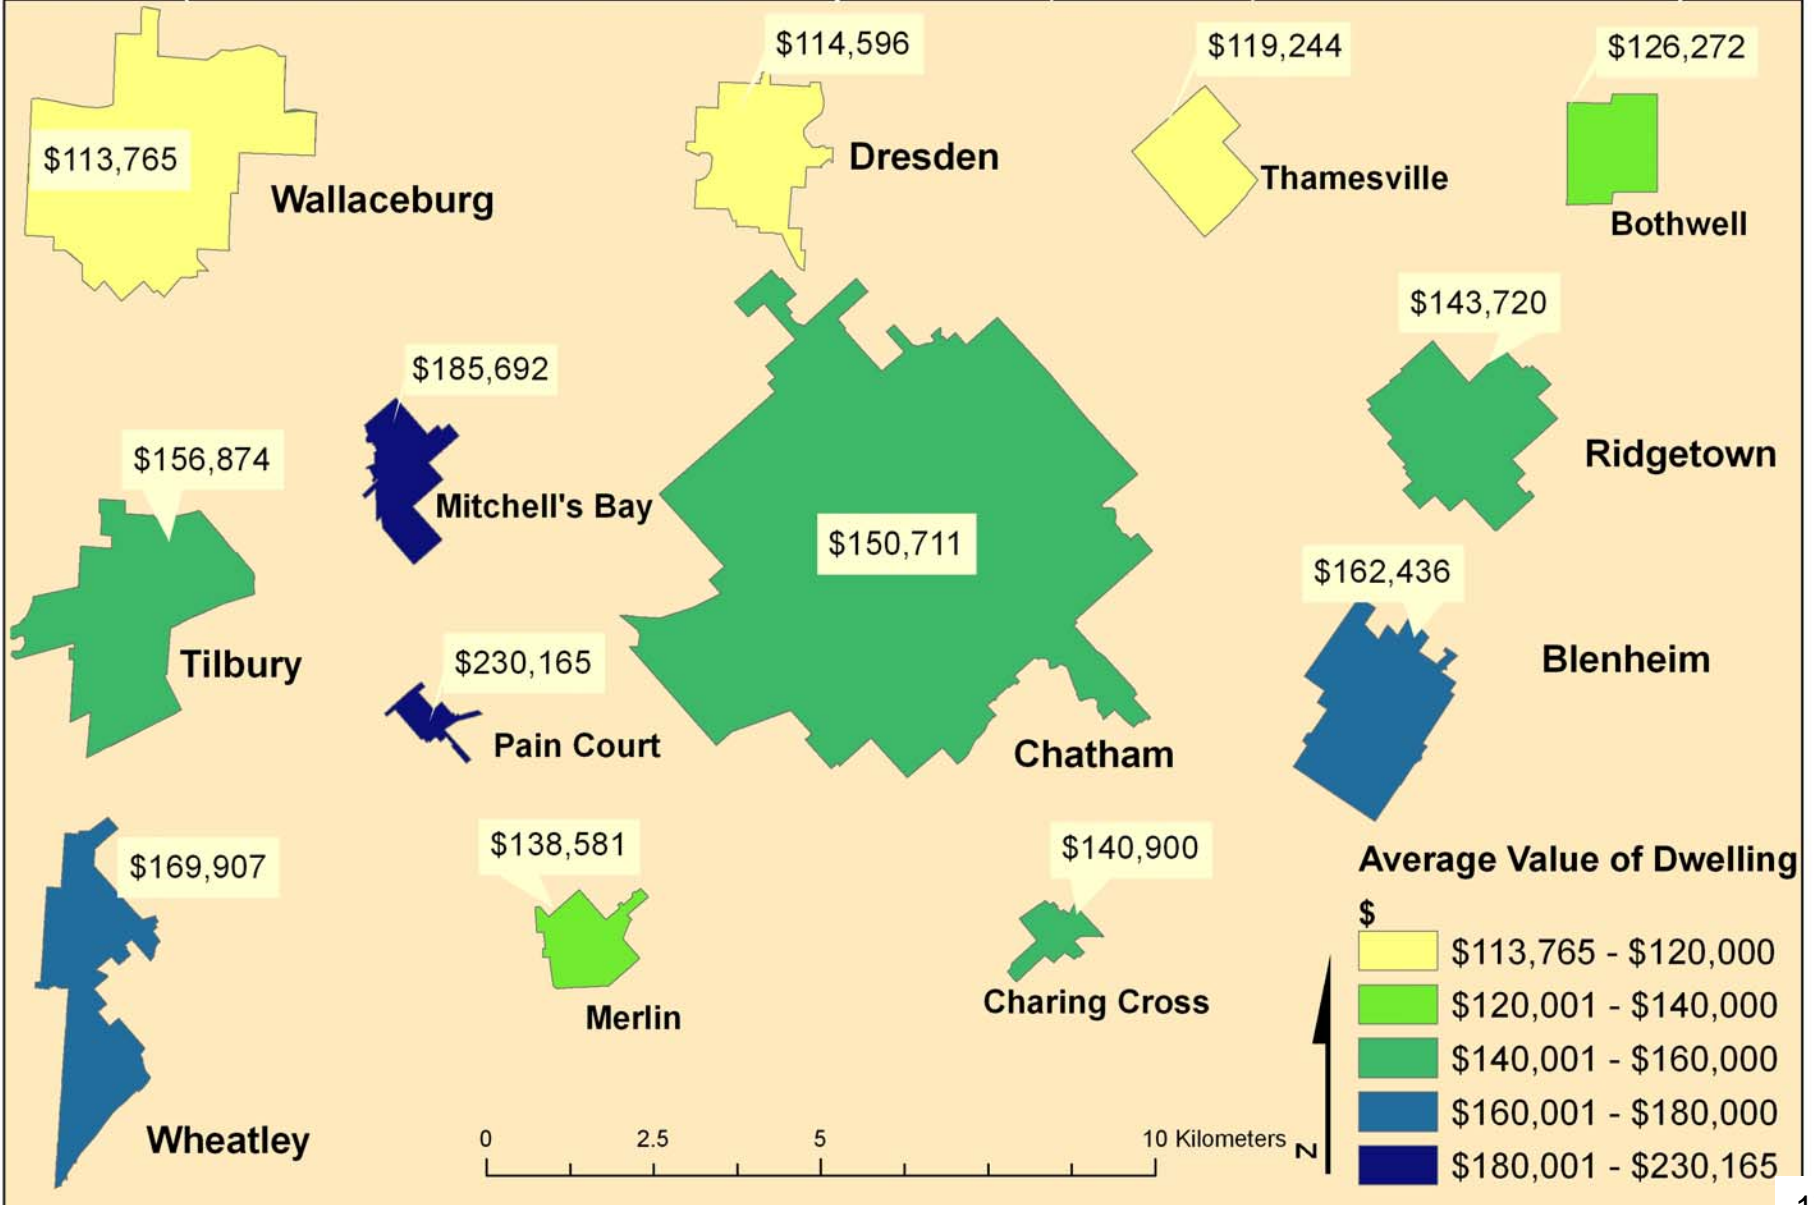 $113,765
Wallaceburg
$114,596
Dresden
$119,244
Thamesville
$126,272
Bothwell
$143,720
Ridgetown
$185,692
Mitchell's Bay
$156,874
Tilbury
$150,711
Chatham
$162,436
Blenheim
$230,165
Pain Court
$169,907
Wheatley
$138,581
Merlin
$140,900
Charing Cross
0 2.5 5 10 Kilometers
N
Average Value of Dwelling
$
$113,765 - $120,000
$120,001 - $140,000
$140,001 - $160,000
$160,001 - $180,000
$180,001 - $230,165